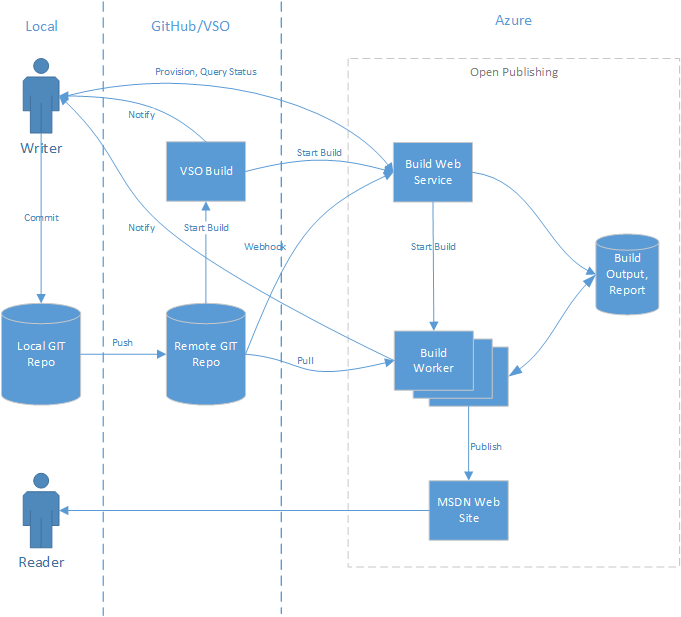 Local
GitHub/VSO
Azure
Open Publishing
Provision, Query Status
Notify
Writer
VSO Build
Start Build
Build Web
Service
Commit
Notify
Start Build
Webhook
Start Build
Build
Output,
Report
Local GIT
Repo
Push
Remote GIT
Repo
Pull
Build
Worker
Publish
MSDN Web
Site
Reader